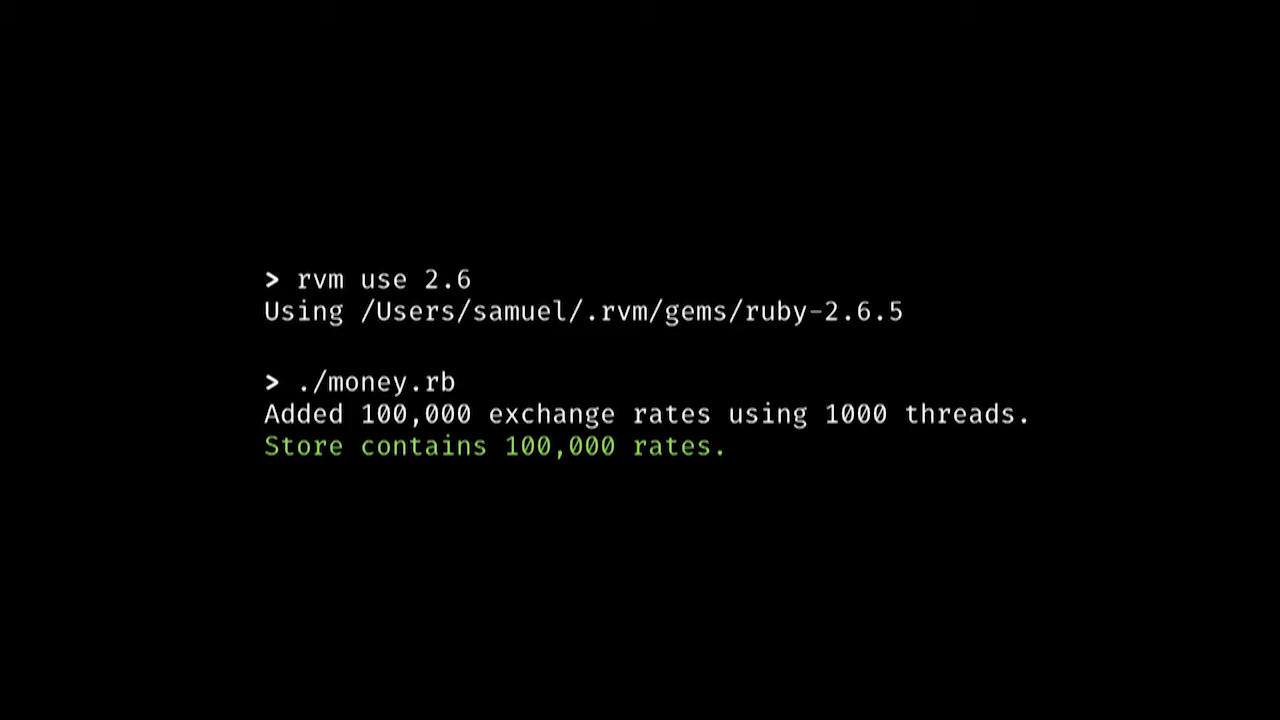 > rvm use 2.6
Using /Users/samuel/.rvm/gems/ruby-2.6.5
> ./money.rb
Added 100,000 exchange rates using 1000 threads.
Store contains 100,000 rates.